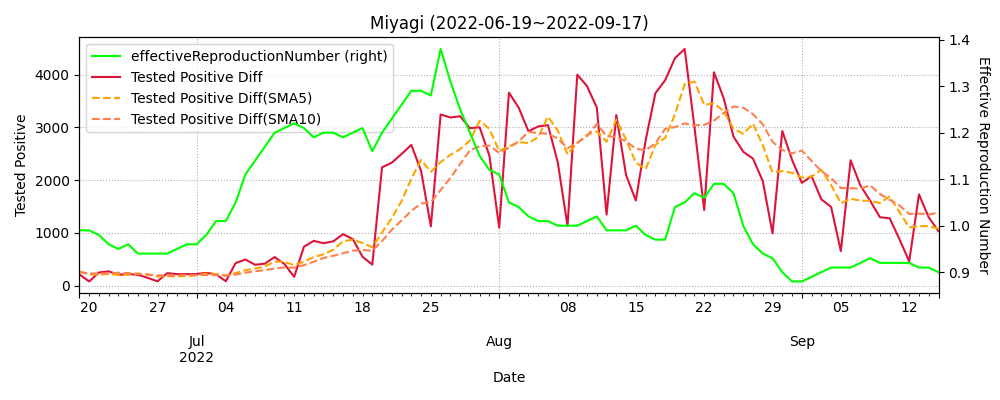 Miyagi (2022-06-19~2022-09-17)
effectiveReproductionNumber (right)
Tested Positive Diff
Tested Positive Diff(SMA5)
Tested Positive Diff(SMA10)
Tested Positive
4000
3000
2000
1000
0
Effective Reproduction Number
1.4
1.3
1.2
1.1
1.0
0.9
20 27 04 11 18 25 08 15 22 29 05 12
Jul Aug Sep
2022
Date